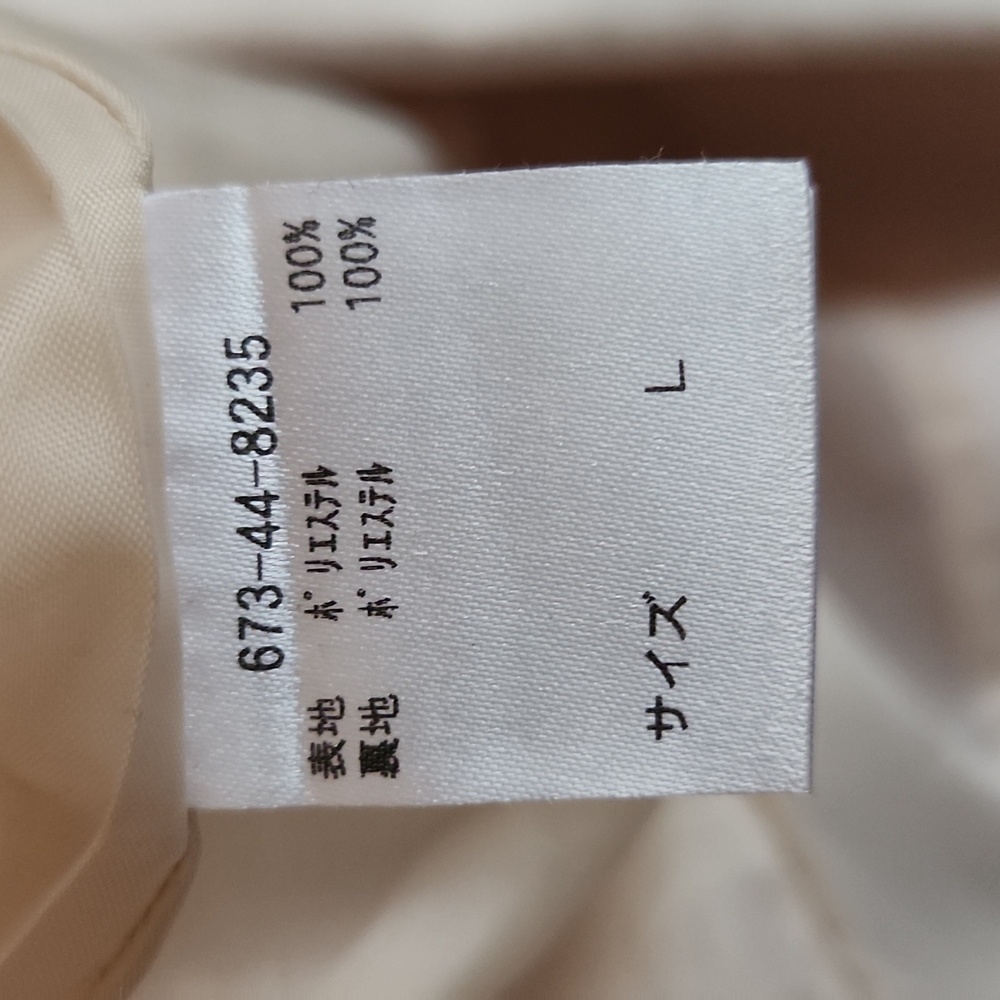 673-44-8235
表地 ﾎﾟﾘｴｽﾃﾙ 100%
裏地 ﾎﾟﾘｴｽﾃﾙ 100%
サイズ L